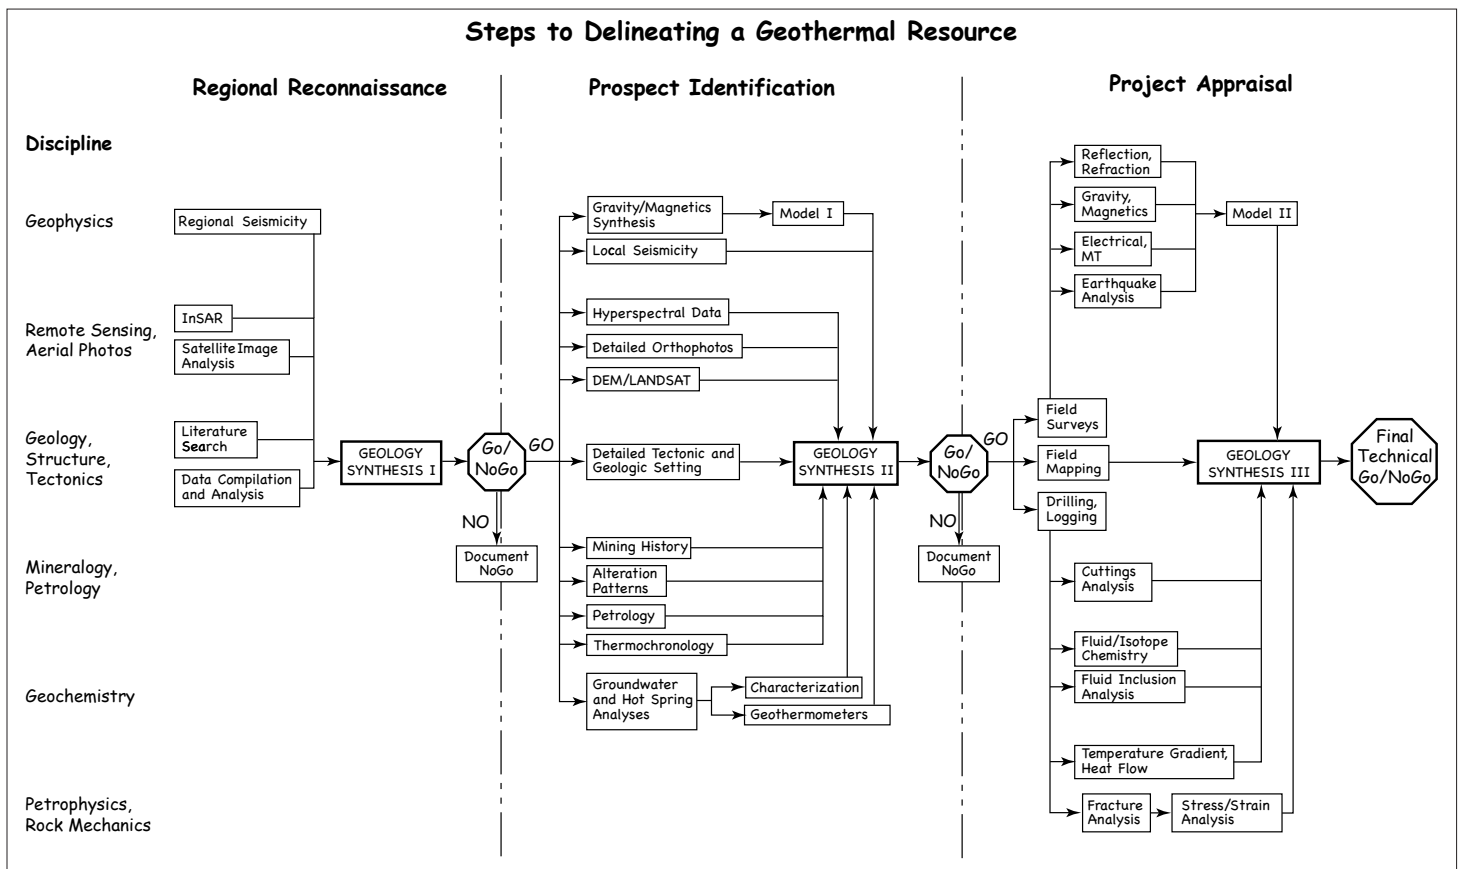 Steps to Delineating a Geothermal Resource
Regional Reconnaissance
Prospect Identification
Project Appraisal
Discipline
Geophysics
Remote Sensing,
Aerial Photos
Geology,
Structure,
Tectonics
Mineralogy,
Petrology
Geochemistry
Petrophysics,
Rock Mechanics
Regional Seismicity
InSAR
Satellite Image
Analysis
Literature
Search
Data Compilation
and Analysis
GEOLOGY
SYNTHESIS I
Go/
NoGo
GO
NO
Document
NoGo
Gravity/Magnetics
Synthesis
Model I
Local Seismicity
Hyperspectral Data
Detailed Orthophotos
DEM/LANDSAT
Detailed Tectonic and
Geologic Setting
GEOLOGY
SYNTHESIS II
Mining History
Alteration
Patterns
Petrology
Thermochronology
Groundwater
and Hot Spring
Analyses
Characterization
Geothermometers
Go/
NoGo
GO
NO
Document
NoGo
Reflection,
Refraction
Gravity,
Magnetics
Electrical,
MT
Earthquake
Analysis
Model II
Field
Surveys
Field
Mapping
Drilling,
Logging
GEOLOGY
SYNTHESIS III
Final
Technical
Go/NoGo
Cuttings
Analysis
Fluid/Isotope
Chemistry
Fluid Inclusion
Analysis
Temperature Gradient,
Heat Flow
Fracture
Analysis
Stress/Strain
Analysis